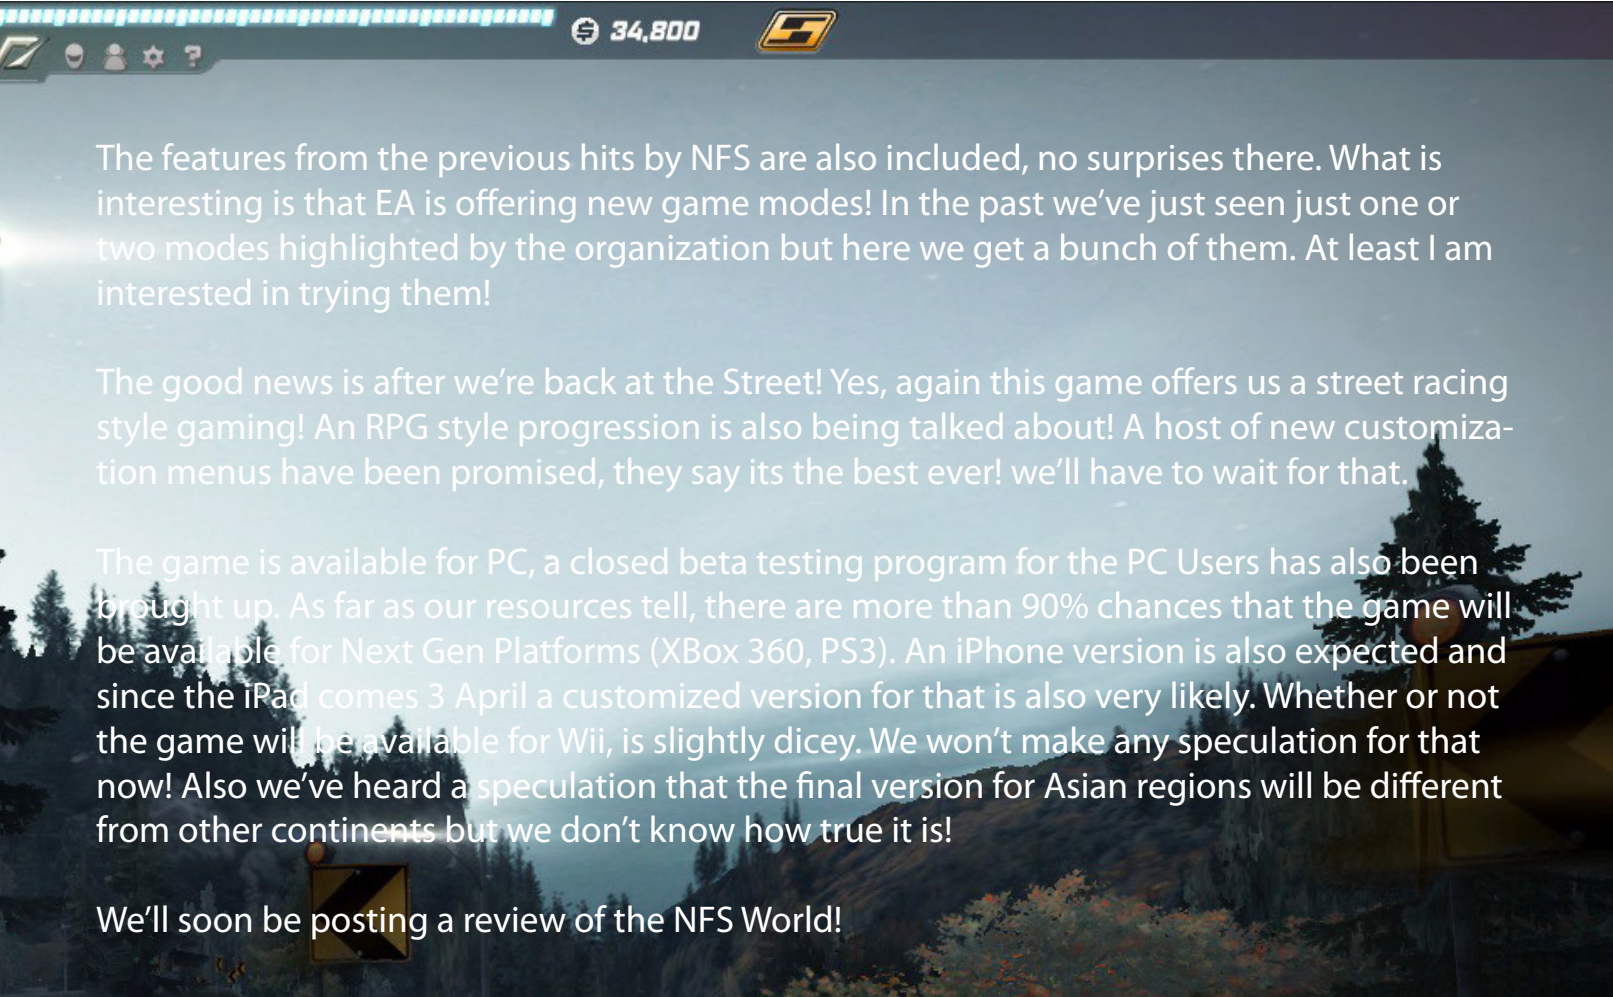 34,800
?
The features from the previous hits by NFS are also included, no surprises there. What is
interesting is that EA is offering new game modes! In the past we’ve just seen just one or
two modes highlighted by the organization but here we get a bunch of them. At least I am
interested in trying them!
The good news is after we’re back at the Street! Yes, again this game offers us a street racing
style gaming! An RPG style progression is also being talked about! A host of new customiza-
tion menus have been promised, they say its the best ever! we’ll have to wait for that.
The game is available for PC, a closed beta testing program for the PC Users has also been
brought up. As far as our resources tell, there are more than 90% chances that the game will
be available for Next Gen Platforms (XBox 360, PS3). An iPhone version is also expected and
since the iPad comes 3 April a customized version for that is also very likely. Whether or not
the game will be available for Wii, is slightly dicey. We won’t make any speculation for that
now! Also we’ve heard a speculation that the final version for Asian regions will be different
from other continents but we don’t know how true it is!
We’ll soon be posting a review of the NFS World!